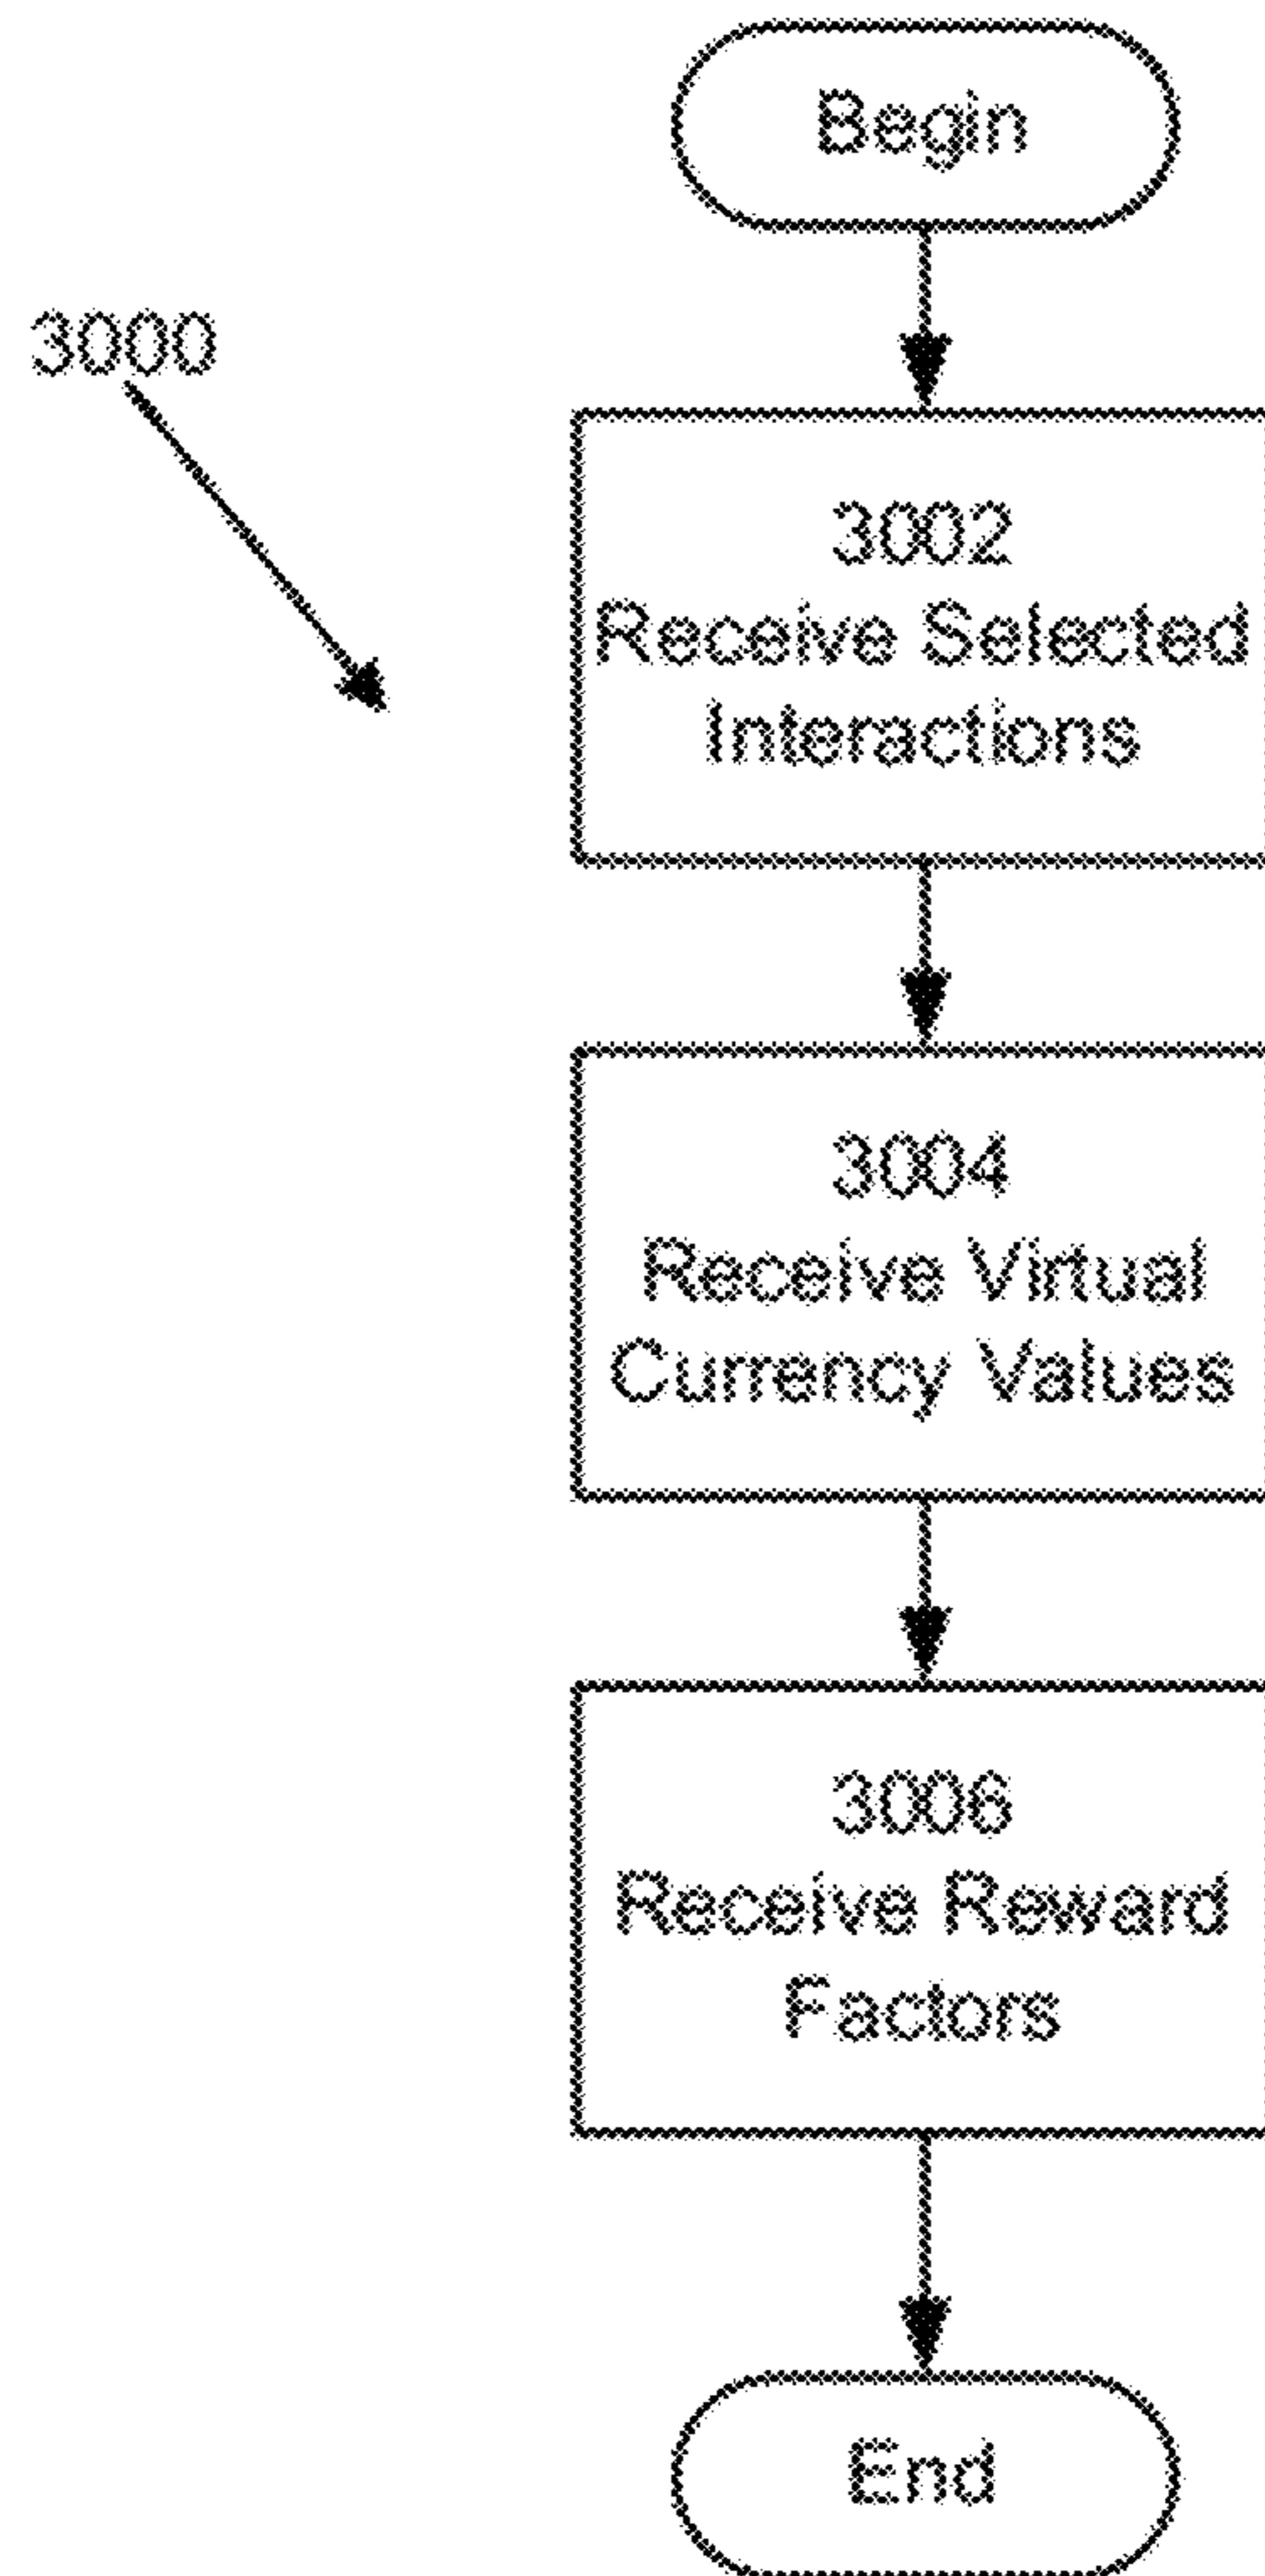 Begin
3000
3002
Receive Selected
Interactions
3004
Receive Virtual
Currency Values
3006
Receive Reward
Factors
End